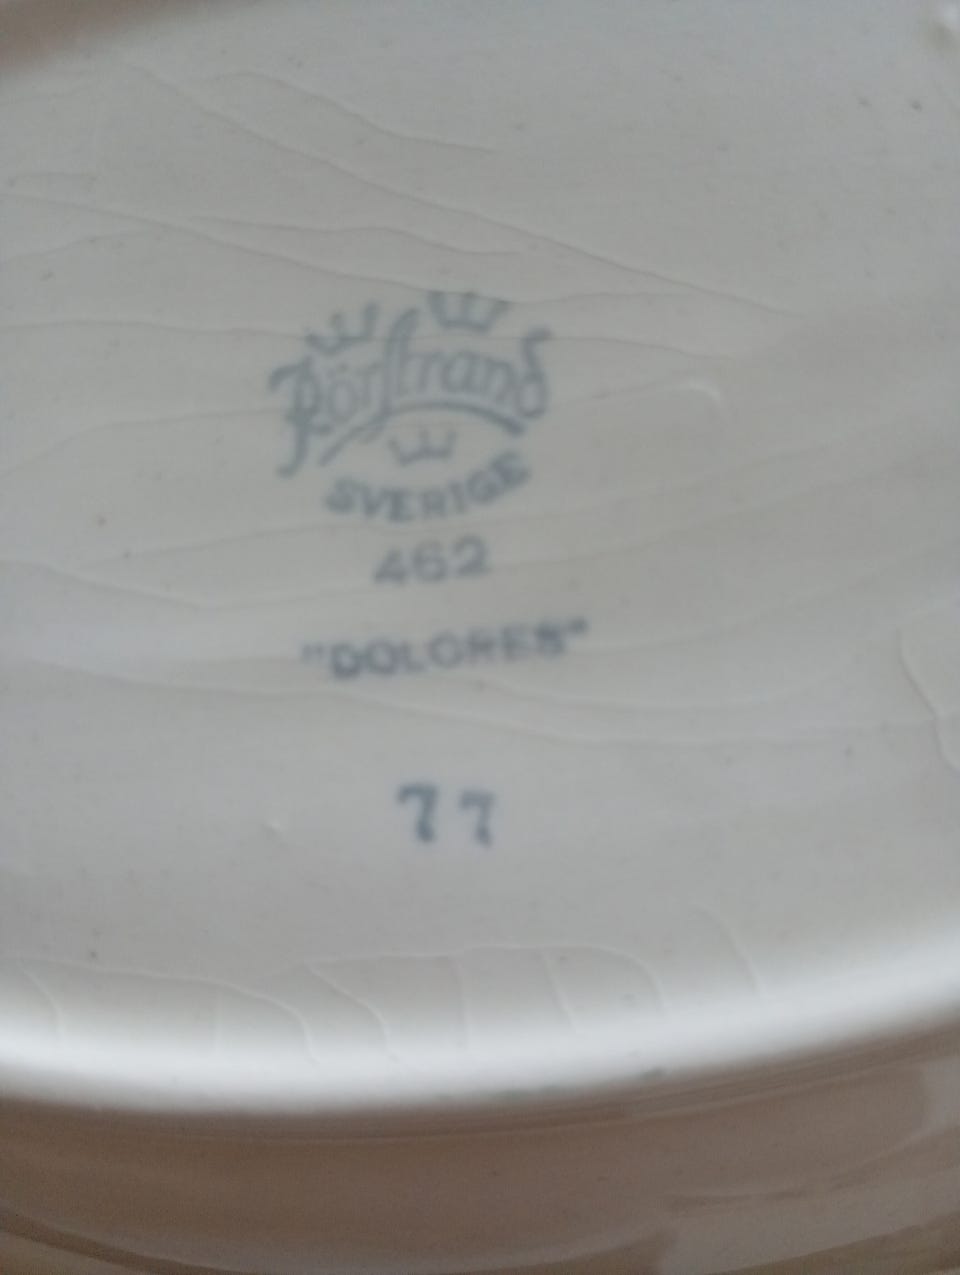 Rörstrand
SVERIGE
462
"DOLORES"
77